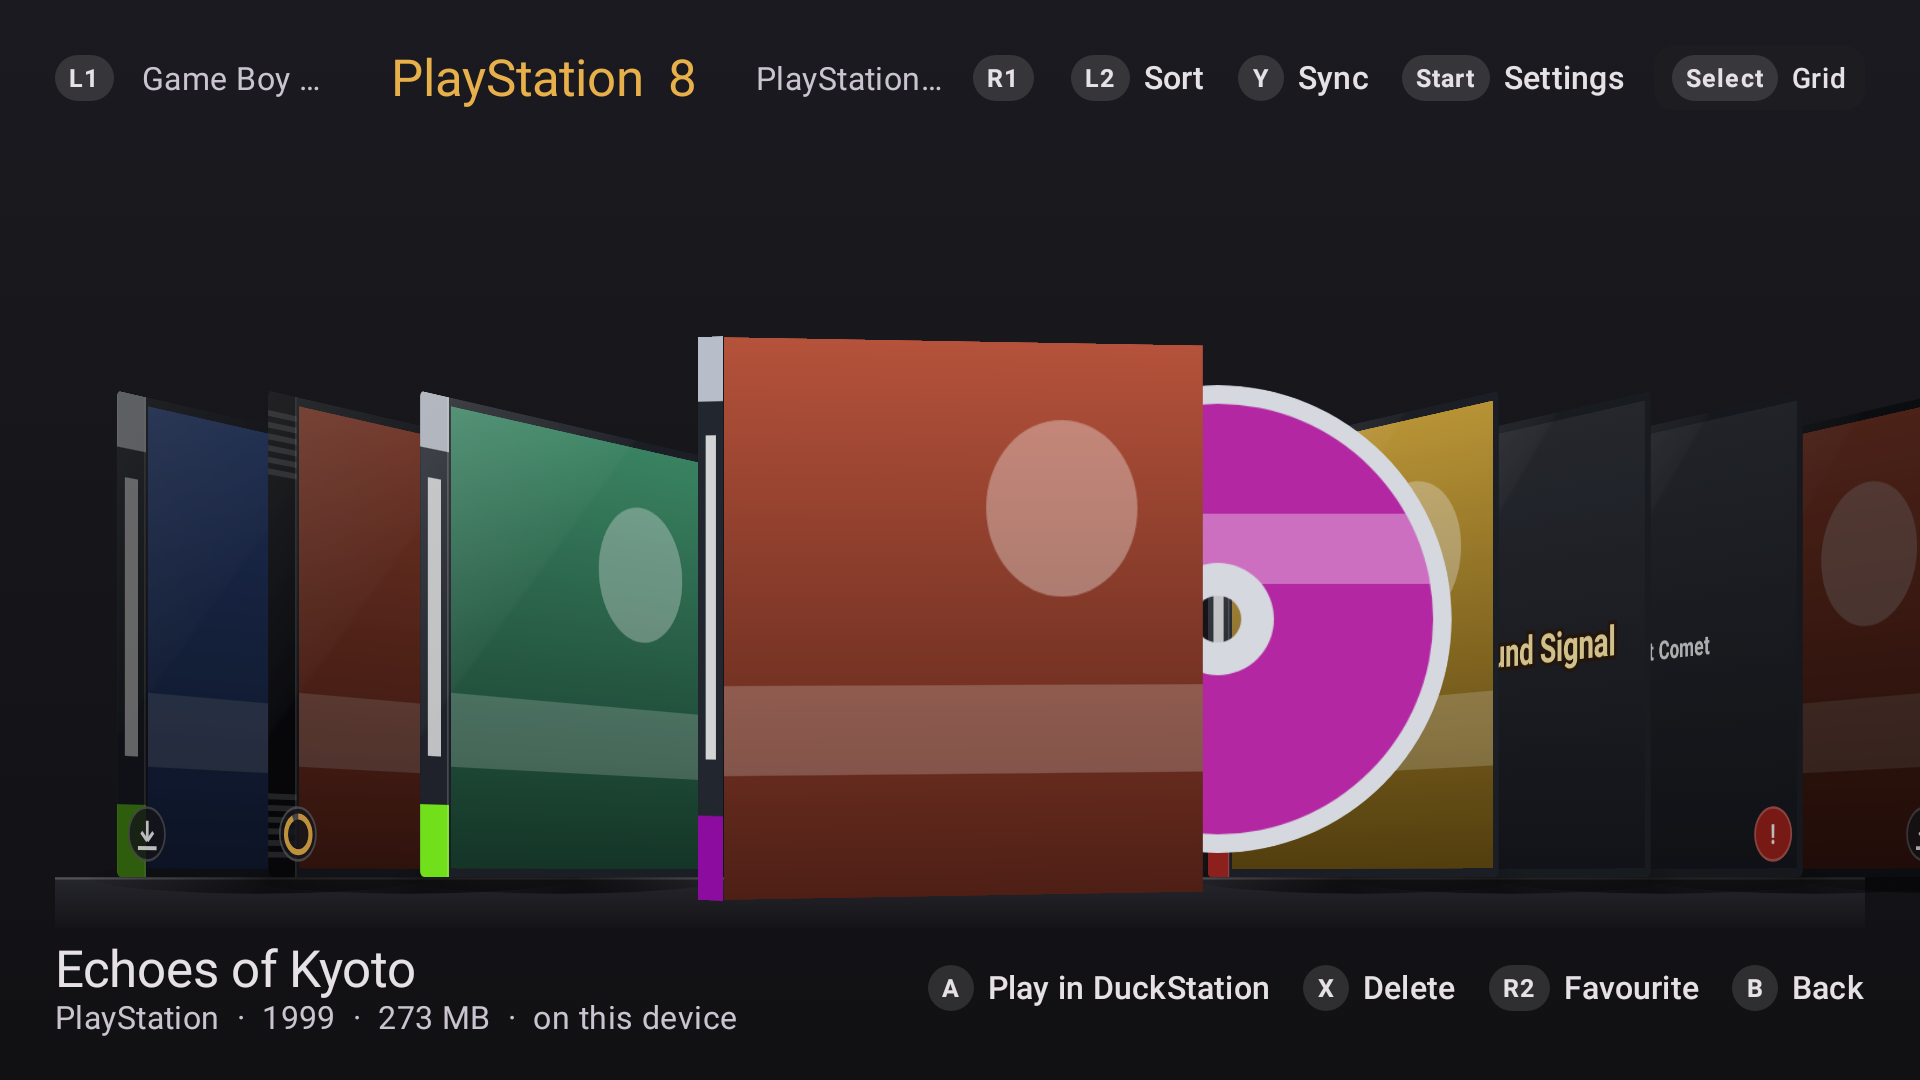 L1 Game Boy ... PlayStation 8 PlayStation... R1 L2 Sort Y Sync Start Settings Select Grid
und Signal
t Comet
!
Echoes of Kyoto
PlayStation · 1999 · 273 MB · on this device
A Play in DuckStation X Delete R2 Favourite B Back